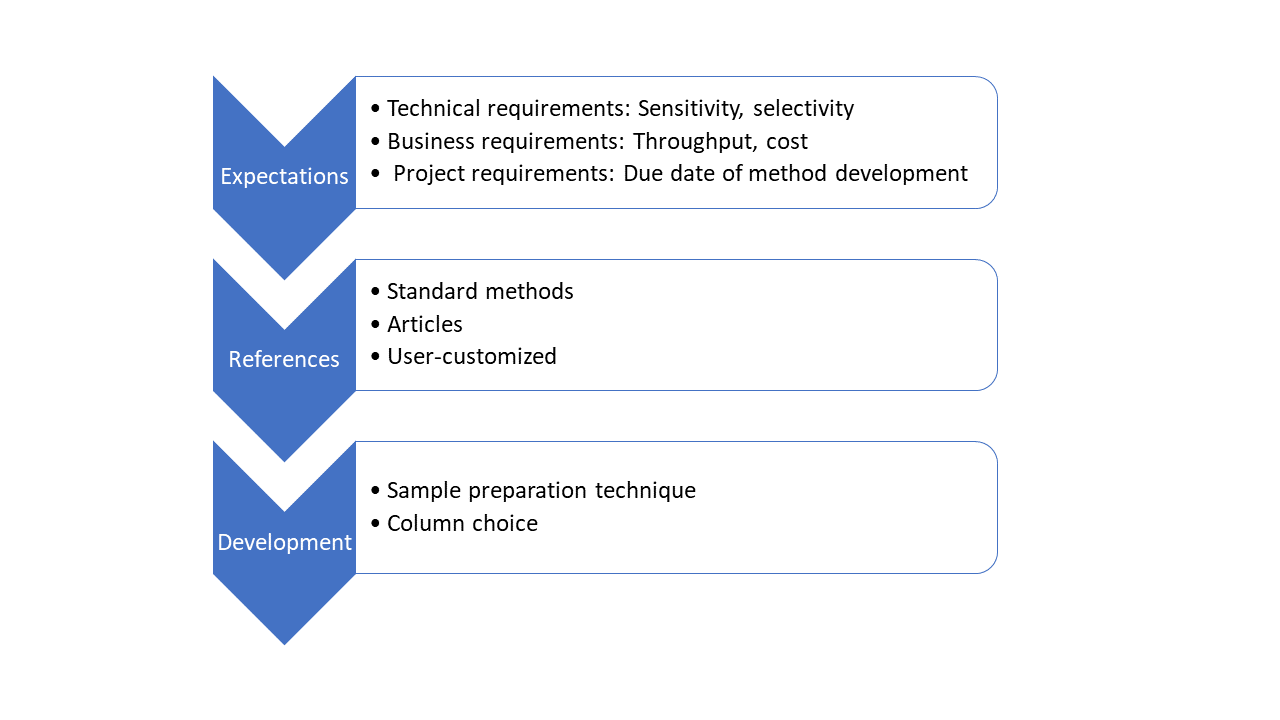 Expectations
• Technical requirements: Sensitivity, selectivity
• Business requirements: Throughput, cost
•  Project requirements: Due date of method development
References
• Standard methods
• Articles
• User-customized
Development
• Sample preparation technique
• Column choice